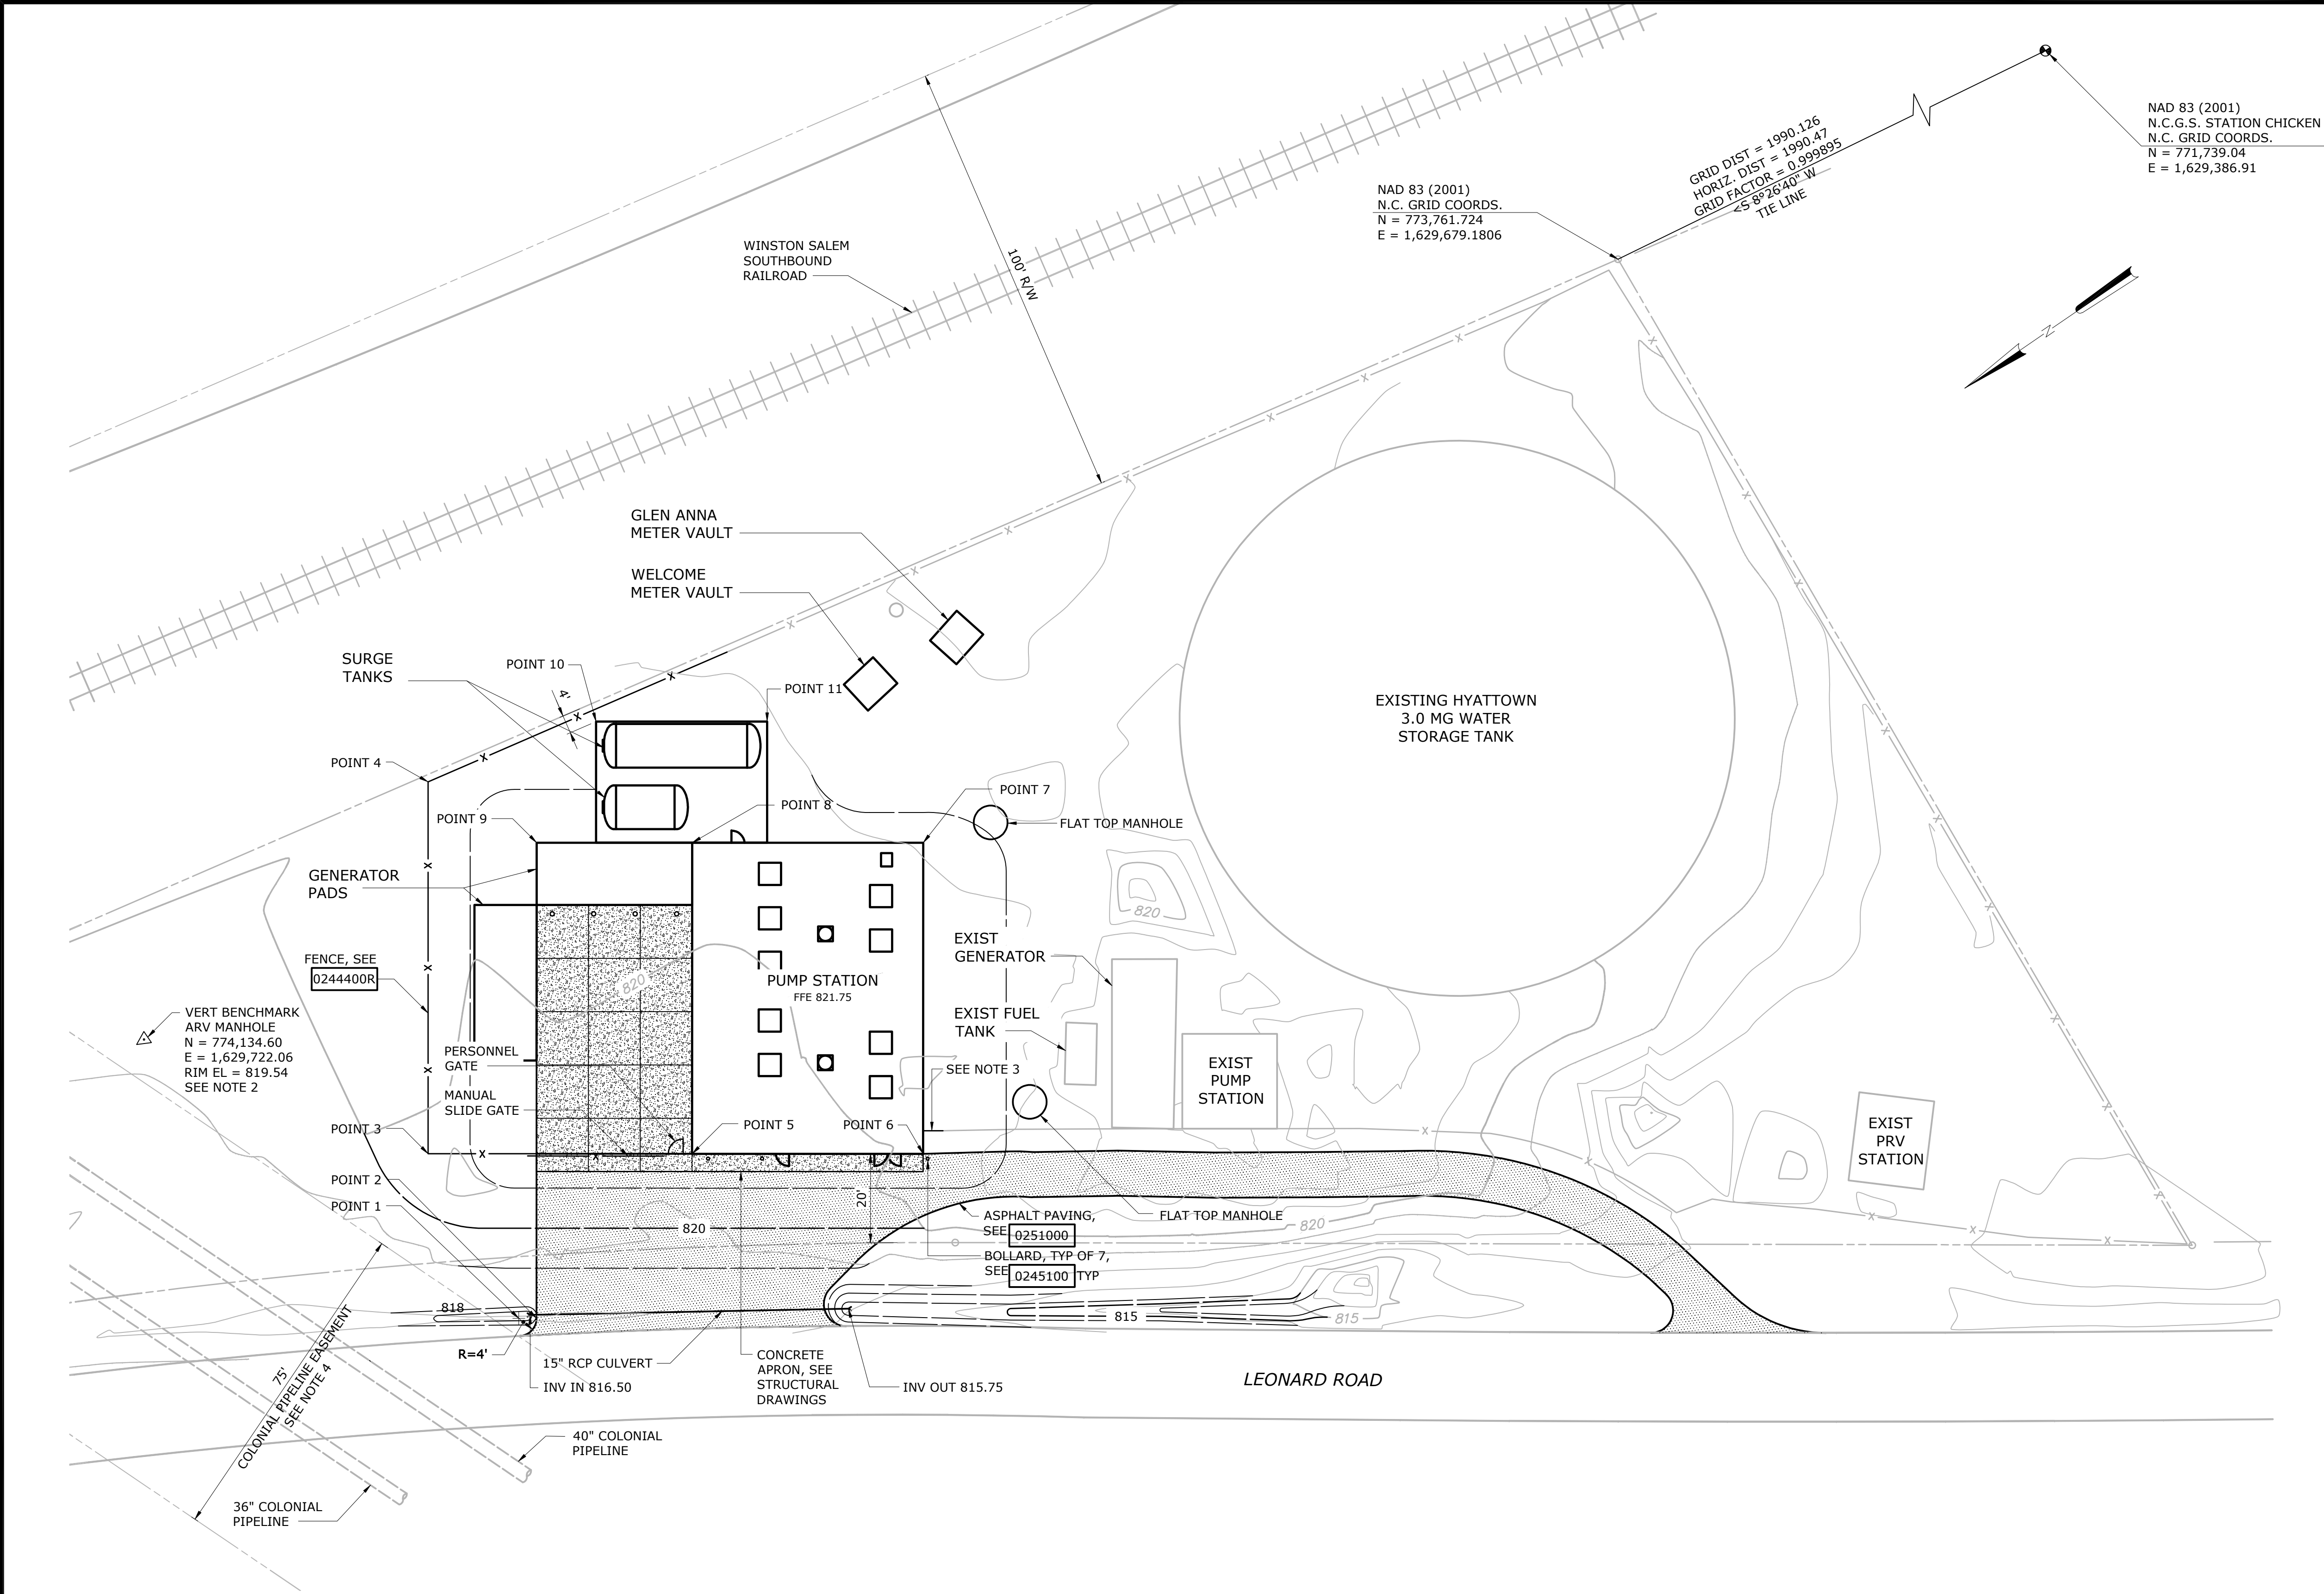 NAD 83 (2001)
N.C.G.S. STATION CHICKEN
N.C. GRID COORDS.
N = 771,739.04
E = 1,629,386.91
GRID DIST = 1990.126
HORIZ. DIST = 1990.47
GRID FACTOR = 0.999895
<S 8°26'40" W
TIE LINE
NAD 83 (2001)
N.C. GRID COORDS.
N = 773,761.724
E = 1,629,679.1806
N
WINSTON SALEM
SOUTHBOUND
RAILROAD
100' R/W
GLEN ANNA
METER VAULT
WELCOME
METER VAULT
SURGE
TANKS
POINT 10
4'
POINT 11
EXISTING HYATTOWN
3.0 MG WATER
STORAGE TANK
POINT 4
POINT 8
POINT 7
POINT 9
FLAT TOP MANHOLE
GENERATOR
PADS
820
EXIST
GENERATOR
FENCE, SEE
0244400R
820
PUMP STATION
FFE 821.75
VERT BENCHMARK
ARV MANHOLE
N = 774,134.60
E = 1,629,722.06
RIM EL = 819.54
SEE NOTE 2
EXIST FUEL
TANK
PERSONNEL
GATE
SEE NOTE 3
EXIST
PUMP
STATION
MANUAL
SLIDE GATE
POINT 3
POINT 5
POINT 6
EXIST
PRV
STATION
POINT 2
POINT 1
20'
820
ASPHALT PAVING,
SEE 0251000
FLAT TOP MANHOLE
820
BOLLARD, TYP OF 7,
SEE 0245100 TYP
818
815
815
R=4'
15" RCP CULVERT
INV IN 816.50
CONCRETE
APRON, SEE
STRUCTURAL
DRAWINGS
INV OUT 815.75
LEONARD ROAD
75'
COLONIAL PIPELINE EASEMENT
SEE NOTE 4
40" COLONIAL
PIPELINE
36" COLONIAL
PIPELINE